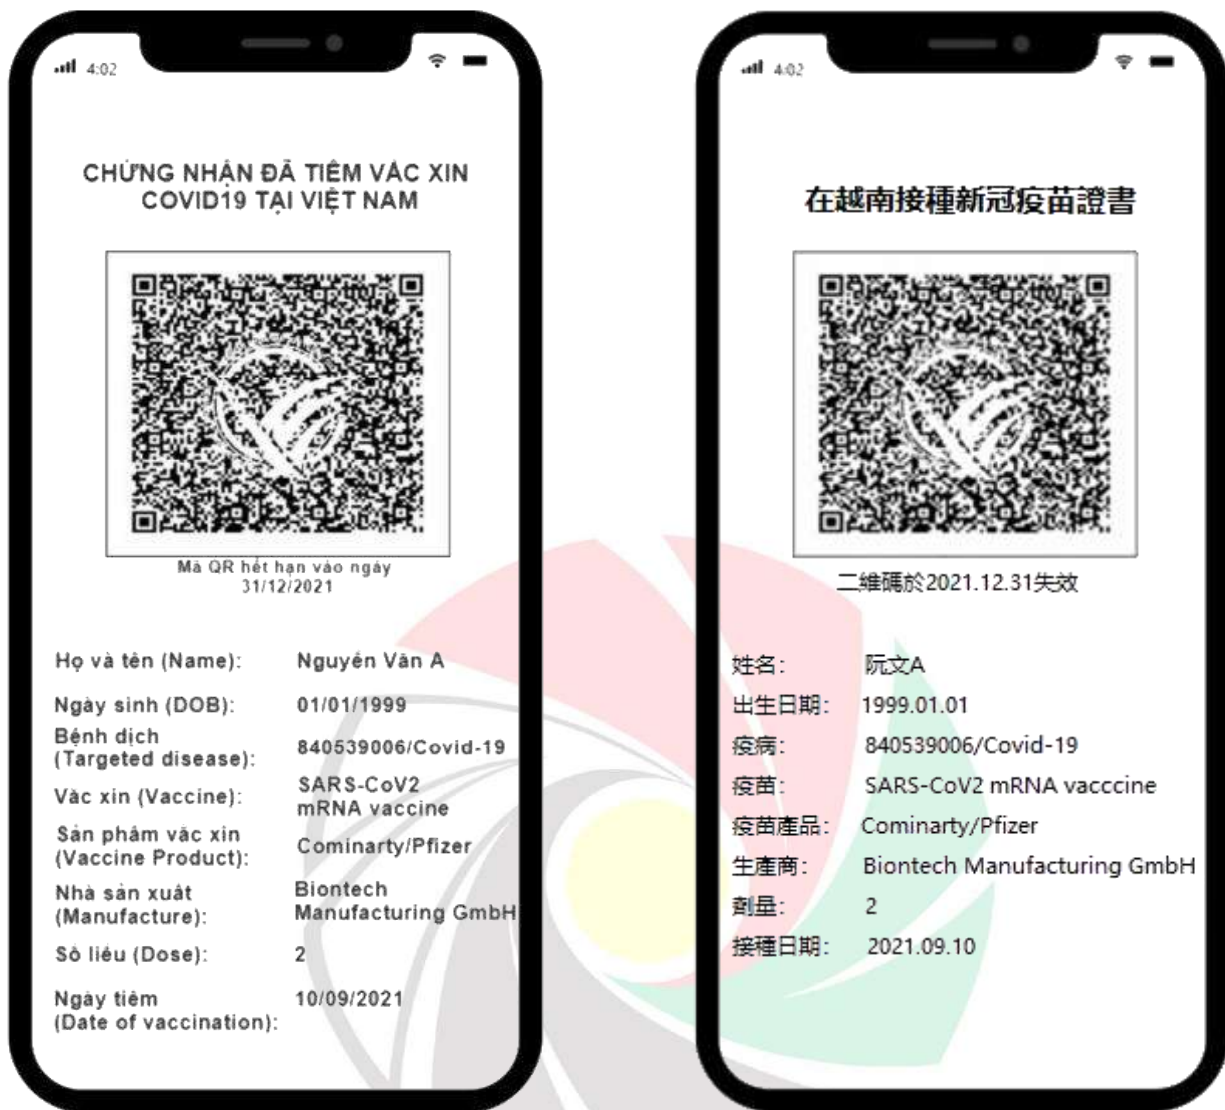 4:02
CHỨNG NHẬN ĐÃ TIÊM VẮC XIN
COVID19 TẠI VIỆT NAM
Mã QR hết hạn vào ngày
31/12/2021
Họ và tên (Name): Nguyễn Văn A
Ngày sinh (DOB): 01/01/1999
Bệnh dịch
(Targeted disease): 840539006/Covid-19
Vắc xin (Vaccine): SARS-CoV2
mRNA vaccine
Sản phẩm vắc xin
(Vaccine Product): Cominarty/Pfizer
Nhà sản xuất
(Manufacture): Biontech
Manufacturing GmbH
Số liều (Dose): 2
Ngày tiêm
(Date of vaccination): 10/09/2021
4:02
在越南接種新冠疫苗證書
二維碼於2021.12.31失效
姓名: 阮文A
出生日期: 1999.01.01
疫病: 840539006/Covid-19
疫苗: SARS-CoV2 mRNA vacccine
疫苗產品: Cominarty/Pfizer
生產商: Biontech Manufacturing GmbH
劑量: 2
接種日期: 2021.09.10